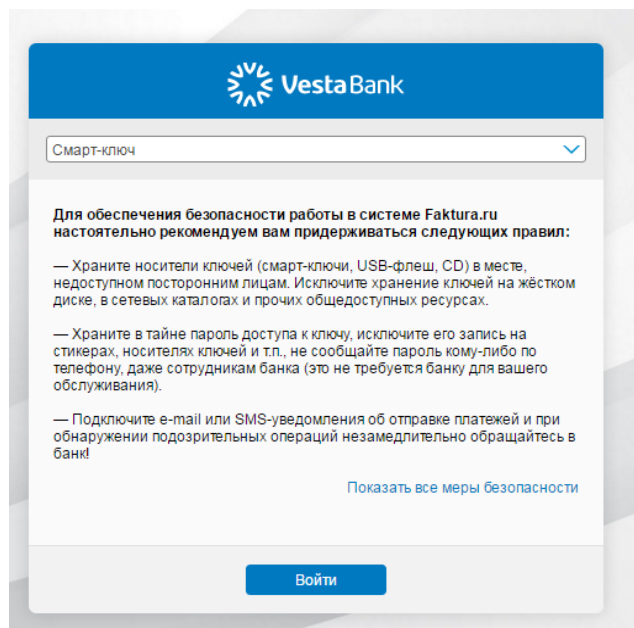 VestaBank
Смарт-ключ
Для обеспечения безопасности работы в системе Faktura.ru
настоятельно рекомендуем вам придерживаться следующих правил:
— Храните носители ключей (смарт-ключи, USB-флеш, CD) в месте,
недоступном посторонним лицам. Исключите хранение ключей на жёстком
диске, в сетевых каталогах и прочих общедоступных ресурсах.
— Храните в тайне пароль доступа к ключу, исключите его запись на
стикерах, носителях ключей и т.п., не сообщайте пароль кому-либо по
телефону, даже сотрудникам банка (это не требуется банку для вашего
обслуживания).
— Подключите e-mail или SMS-уведомления об отправке платежей и при
обнаружении подозрительных операций незамедлительно обращайтесь в
банк!
Показать все меры безопасности
Войти